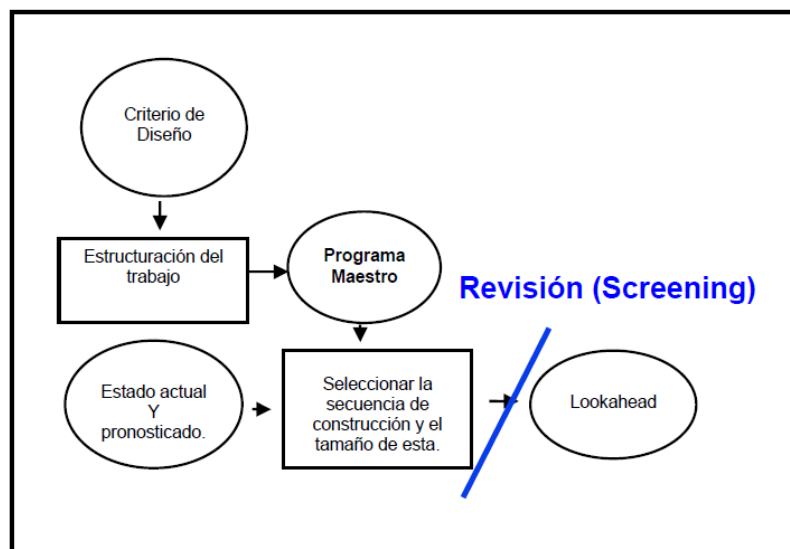 Criterio de
Diseño
Estructuración del
trabajo
Programa
Maestro
Revisión (Screening)
Estado actual
Y
pronosticado.
Seleccionar la
secuencia de
construcción y el
tamaño de esta.
Lookahead